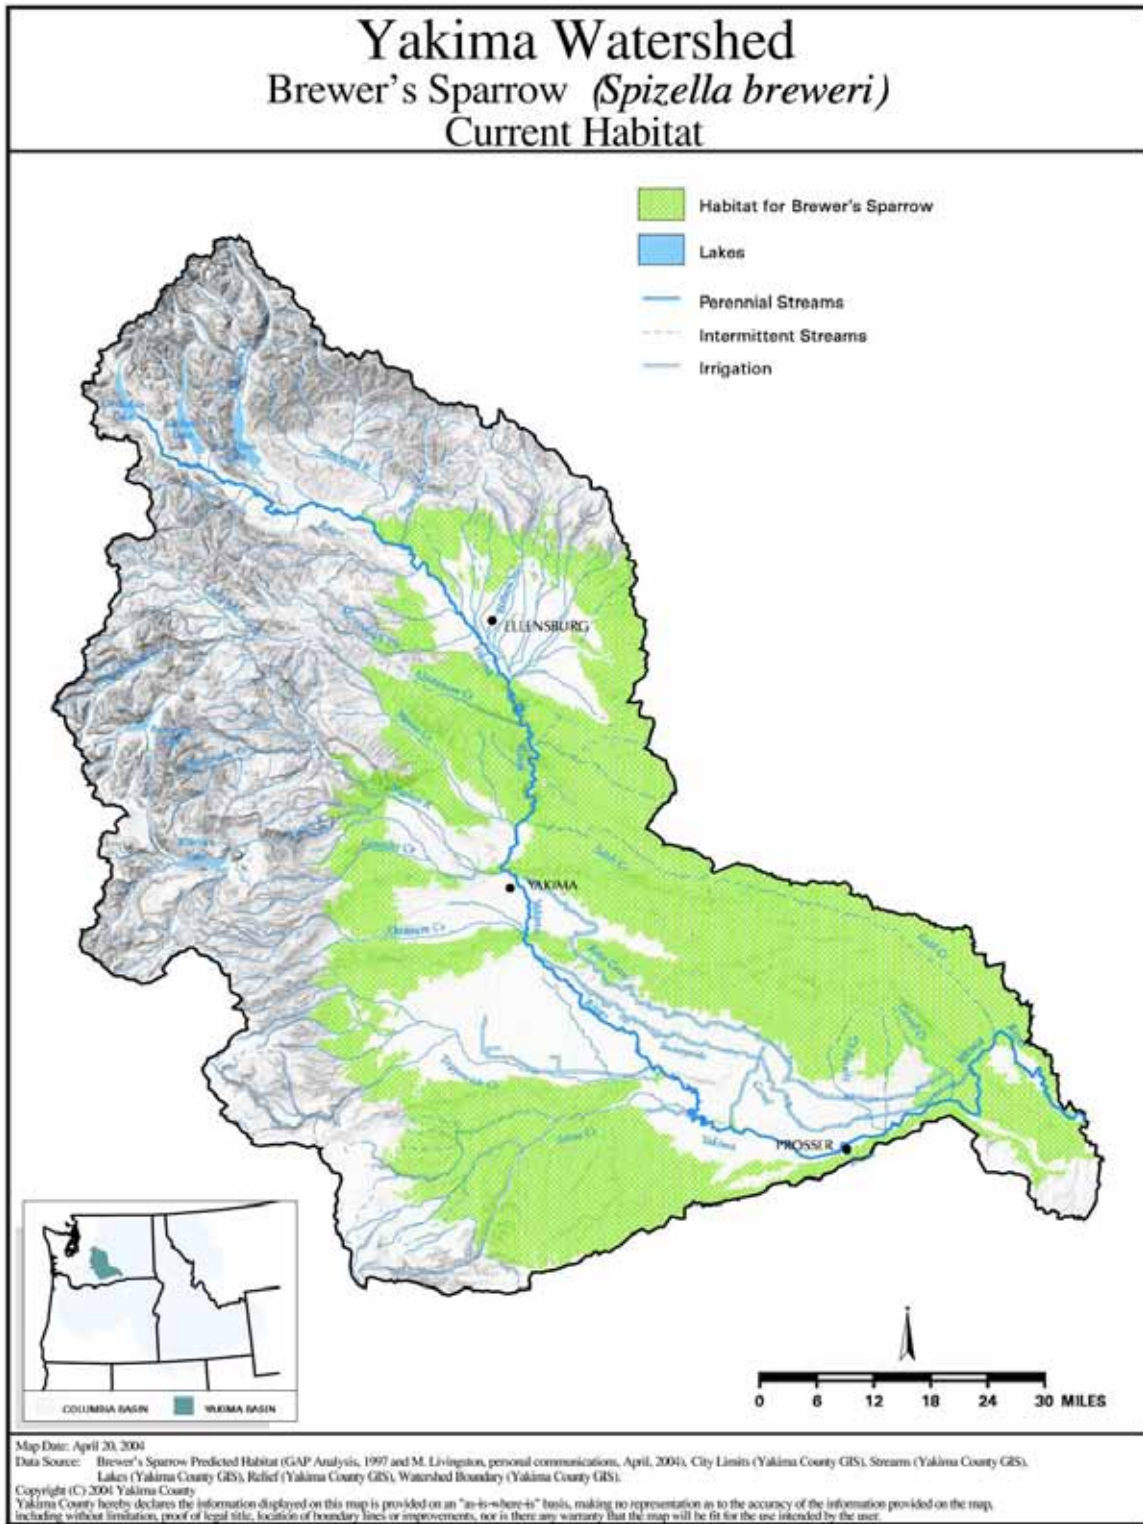 Yakima Watershed
Brewer's Sparrow (Spizella breweri)
Current Habitat
Habitat for Brewer's Sparrow
Lakes
Perennial Streams
Intermittent Streams
Irrigation
ELLENSBURG
YAKIMA
Yakima
PROSSER
COLUMBIA BASIN
YAKIMA BASIN
0 6 12 18 24 30 MILES
Map Date: April 20, 2004
Data Source: Brewer's Sparrow Predicted Habitat (GAP Analysis, 1997 and M. Livingston, personal communications, April, 2004), City Limits (Yakima County GIS), Streams (Yakima County GIS),
Lakes (Yakima County GIS), Relief (Yakima County GIS), Watershed Boundary (Yakima County GIS).
Copyright (C) 2004 Yakima County
Yakima County hereby declares the information displayed on this map is provided on an "as-is-where-is" basis, making no representation as to the accuracy of the information provided on the map,
including without limitation, proof of legal title, location of boundary lines or improvements, nor is there any warranty that the map will be fit for the use intended by the user.